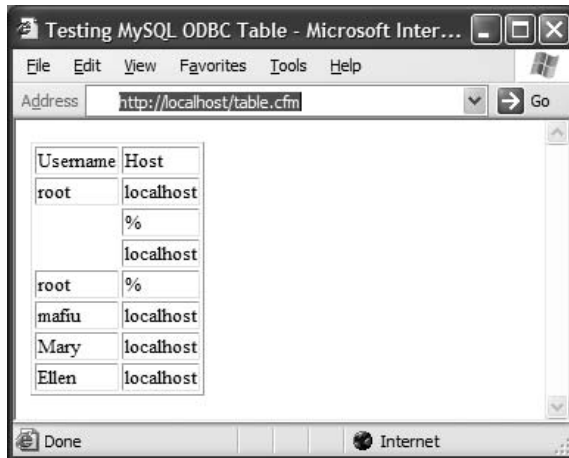 Testing MySQL ODBC Table - Microsoft Inter...
File Edit View Favorites Tools Help
Address http://localhost/table.cfm Go
Username Host
root localhost
%
localhost
root %
mafiu localhost
Mary localhost
Ellen localhost
Done Internet